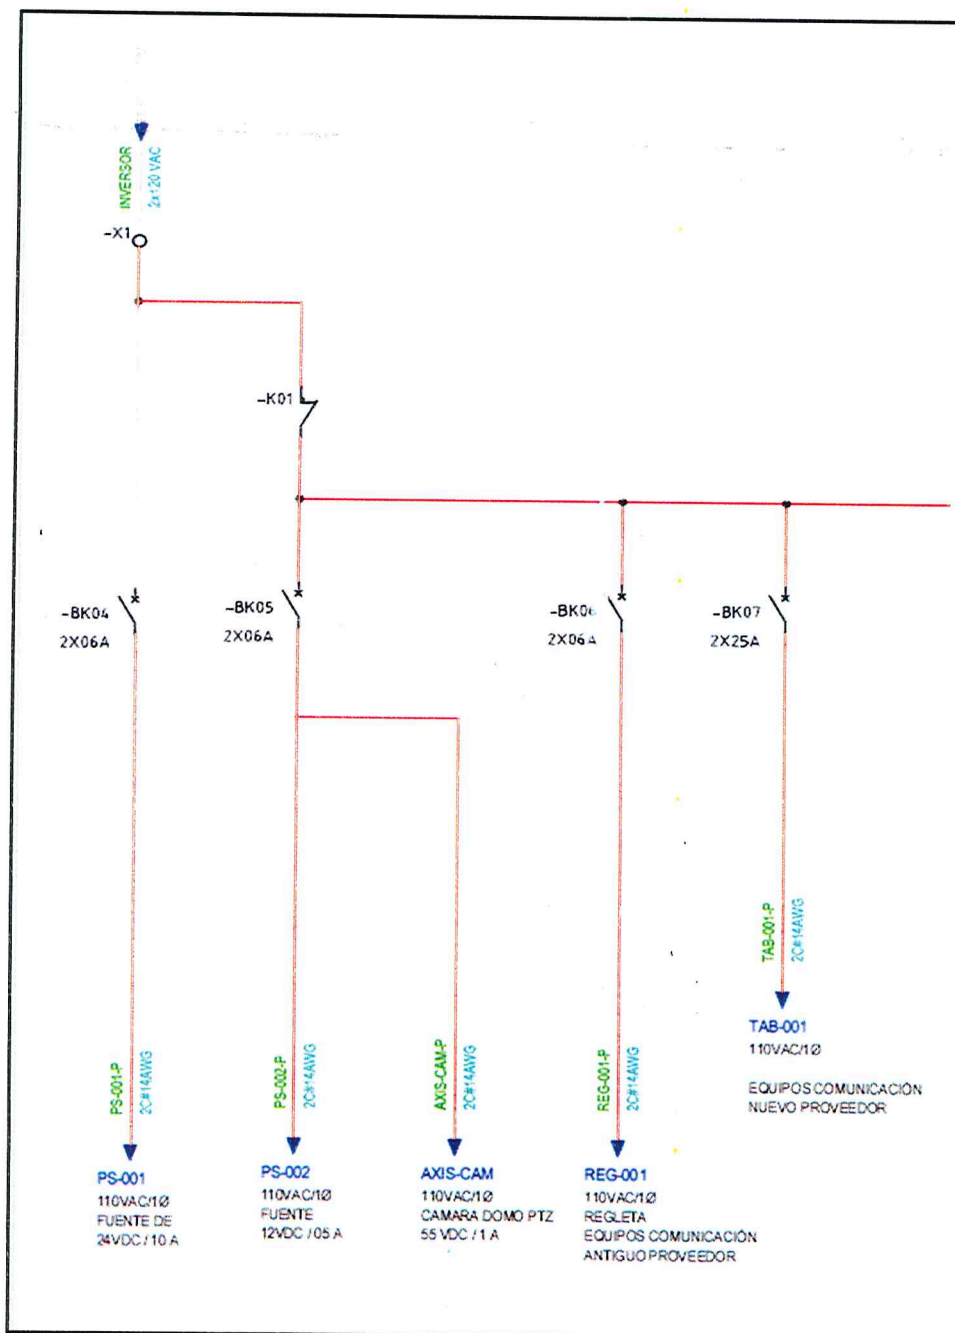 INVERSOR
2x120 VAC
-X1
-K01
-BK04
2X06A
-BK05
2X06A
-BK06
2X06A
-BK07
2X25A
TAB-001-P
2C#14AWG
TAB-001
110VAC/1Ø
EQUIPOS COMUNICACIÓN
NUEVO PROVEEDOR
PS-001-P
2C#14AWG
PS-002-P
2C#14AWG
AXIS-CAM-P
2C#14AWG
REG-001-P
2C#14AWG
PS-001
110VAC/1Ø
FUENTE DE
24VDC / 10 A
PS-002
110VAC/1Ø
FUENTE
12VDC / 05 A
AXIS-CAM
110VAC/1Ø
CAMARA DOMO PTZ
55 VDC / 1 A
REG-001
110VAC/1Ø
REGLETA
EQUIPOS COMUNICACIÓN
ANTIGUO PROVEEDOR